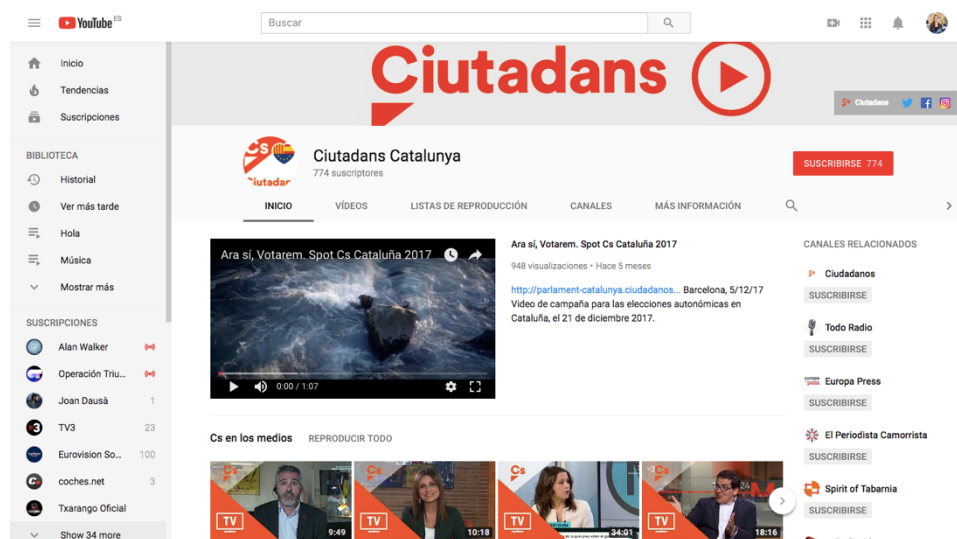 YouTube ES
Buscar
Inicio
Tendencias
Suscripciones
BIBLIOTECA
Historial
Ver más tarde
Hola
Música
Mostrar más
SUSCRIPCIONES
Alan Walker
Operación Triu...
Joan Dausà 1
TV3 23
Eurovision So... 100
coches.net 3
Txarango Oficial
Show 34 more
Ciutadans
Ciutadans
Cs
Ciutadans Catalunya
774 suscriptores
SUSCRIBIRSE 774
INICIO VÍDEOS LISTAS DE REPRODUCCIÓN CANALES MÁS INFORMACIÓN
Ara sí, Votarem. Spot Cs Cataluña 2017
0:00 / 1:07
Ara sí, Votarem. Spot Cs Cataluña 2017
948 visualizaciones • Hace 5 meses
http://parlament-catalunya.ciudadanos... Barcelona, 5/12/17
Video de campaña para las elecciones autonómicas en
Cataluña, el 21 de diciembre 2017.
Cs en los medios REPRODUCIR TODO
Cs TV 9:49
Cs TV 10:18
Cs TV 34:01
Cs TV 18:16
CANALES RELACIONADOS
Ciudadanos
SUSCRIBIRSE
Todo Radio
SUSCRIBIRSE
Europa Press
SUSCRIBIRSE
El Periodista Camorrista
SUSCRIBIRSE
Spirit of Tabarnia
SUSCRIBIRSE